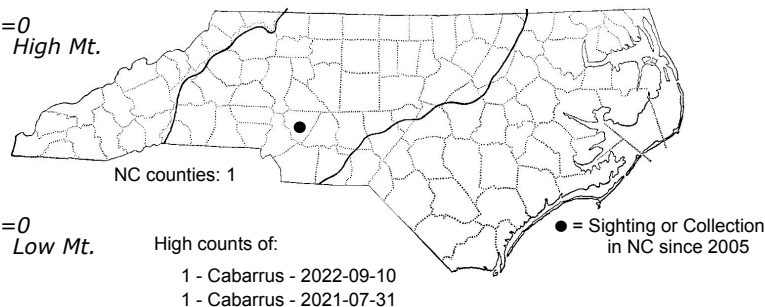 =0
High Mt.
NC counties: 1
=0
Low Mt.
High counts of:
1 - Cabarrus - 2022-09-10
1 - Cabarrus - 2021-07-31
● = Sighting or Collection
in NC since 2005